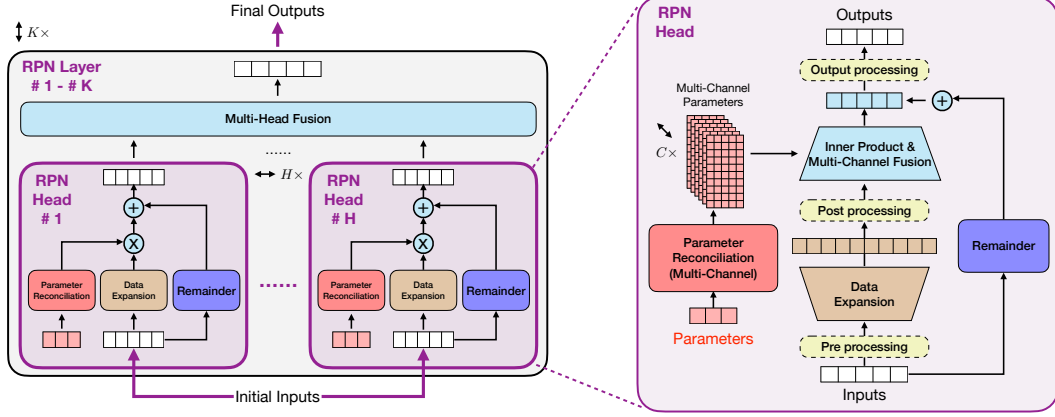 Final Outputs
K×
RPN Layer
# 1 - # K
Multi-Head Fusion
......
H×
RPN
Head
# 1
+
X
Parameter
Reconciliation
Data
Expansion
Remainder
RPN
Head
# H
+
X
Parameter
Reconciliation
Data
Expansion
Remainder
Initial Inputs
RPN
Head
Outputs
Output processing
+
Multi-Channel
Parameters
C×
Inner Product &
Multi-Channel Fusion
Post processing
Parameter
Reconciliation
(Multi-Channel)
Remainder
Data
Expansion
Parameters
Pre processing
Inputs